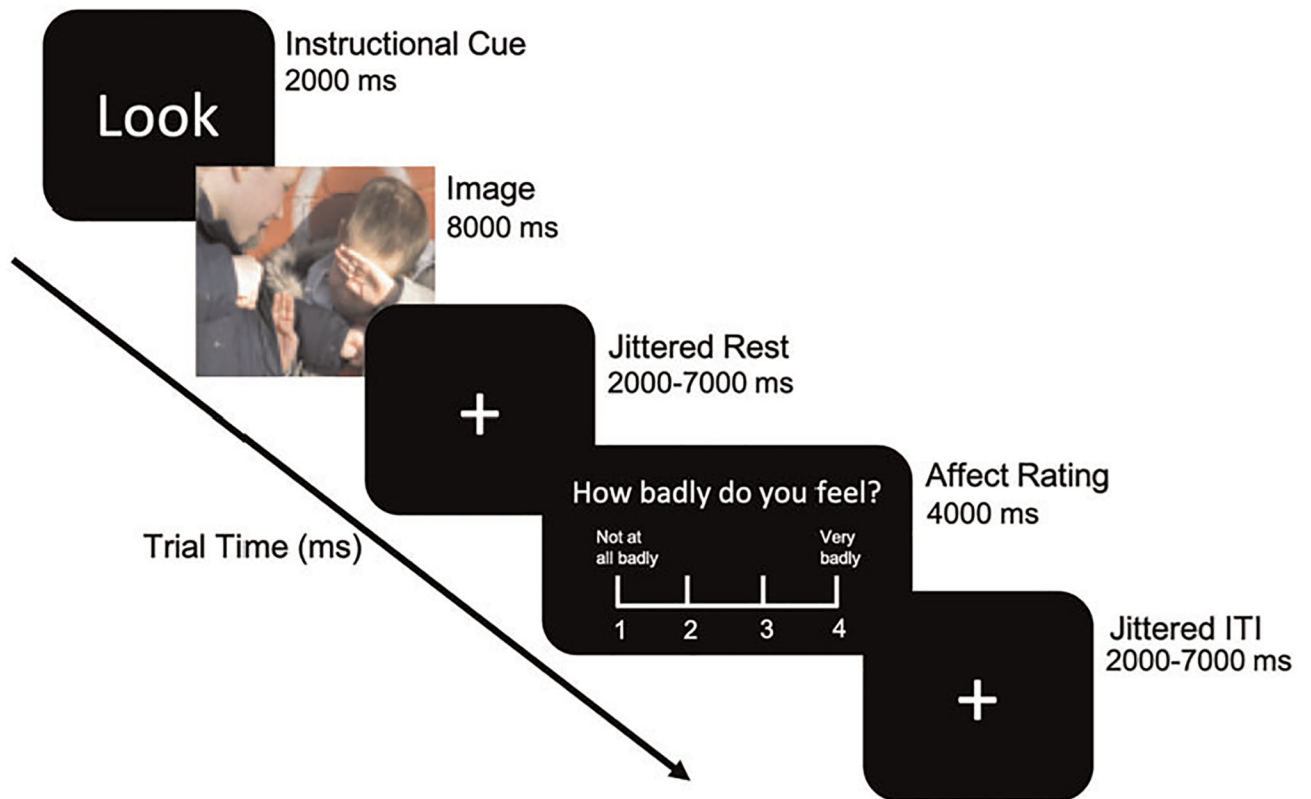 Look
Instructional Cue
2000 ms
Image
8000 ms
+
Jittered Rest
2000-7000 ms
How badly do you feel?
Not at
all badly
Very
badly
1 2 3 4
Affect Rating
4000 ms
+
Jittered ITI
2000-7000 ms
Trial Time (ms)